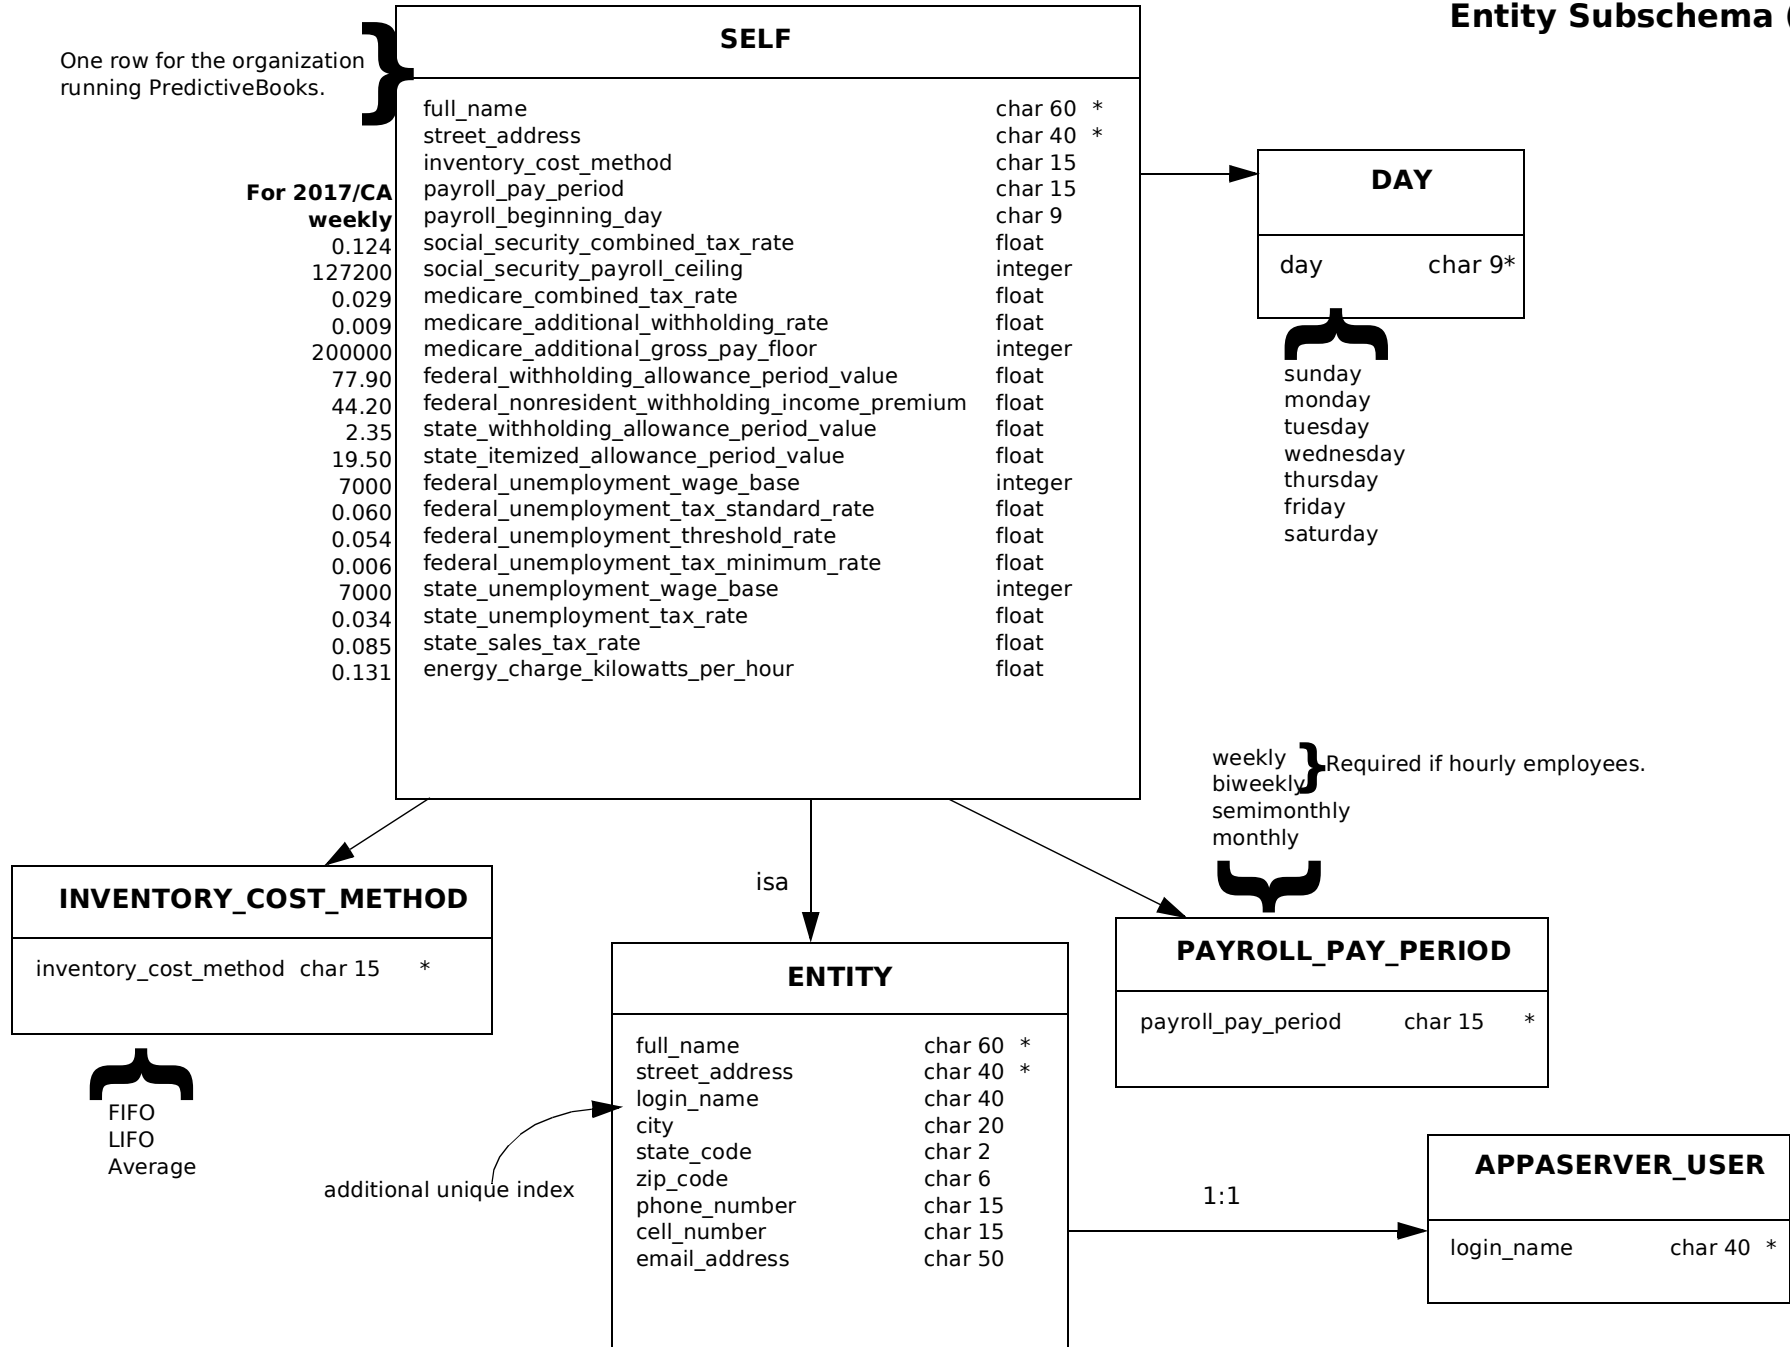 Entity Subschema (
One row for the organization
running PredictiveBooks.
SELF
full_name char 60 *
street_address char 40 *
inventory_cost_method char 15
payroll_pay_period char 15
payroll_beginning_day char 9
social_security_combined_tax_rate float
social_security_payroll_ceiling integer
medicare_combined_tax_rate float
medicare_additional_withholding_rate float
medicare_additional_gross_pay_floor integer
federal_withholding_allowance_period_value float
federal_nonresident_withholding_income_premium float
state_withholding_allowance_period_value float
state_itemized_allowance_period_value float
federal_unemployment_wage_base integer
federal_unemployment_tax_standard_rate float
federal_unemployment_threshold_rate float
federal_unemployment_tax_minimum_rate float
state_unemployment_wage_base integer
state_unemployment_tax_rate float
state_sales_tax_rate float
energy_charge_kilowatts_per_hour float
For 2017/CA
weekly
0.124
127200
0.029
0.009
200000
77.90
44.20
2.35
19.50
7000
0.060
0.054
0.006
7000
0.034
0.085
0.131
DAY
day char 9*
sunday
monday
tuesday
wednesday
thursday
friday
saturday
weekly
biweekly
semimonthly
monthly
Required if hourly employees.
INVENTORY_COST_METHOD
inventory_cost_method char 15 *
FIFO
LIFO
Average
isa
ENTITY
full_name char 60 *
street_address char 40 *
login_name char 40
city char 20
state_code char 2
zip_code char 6
phone_number char 15
cell_number char 15
email_address char 50
additional unique index
PAYROLL_PAY_PERIOD
payroll_pay_period char 15 *
1:1
APPASERVER_USER
login_name char 40 *